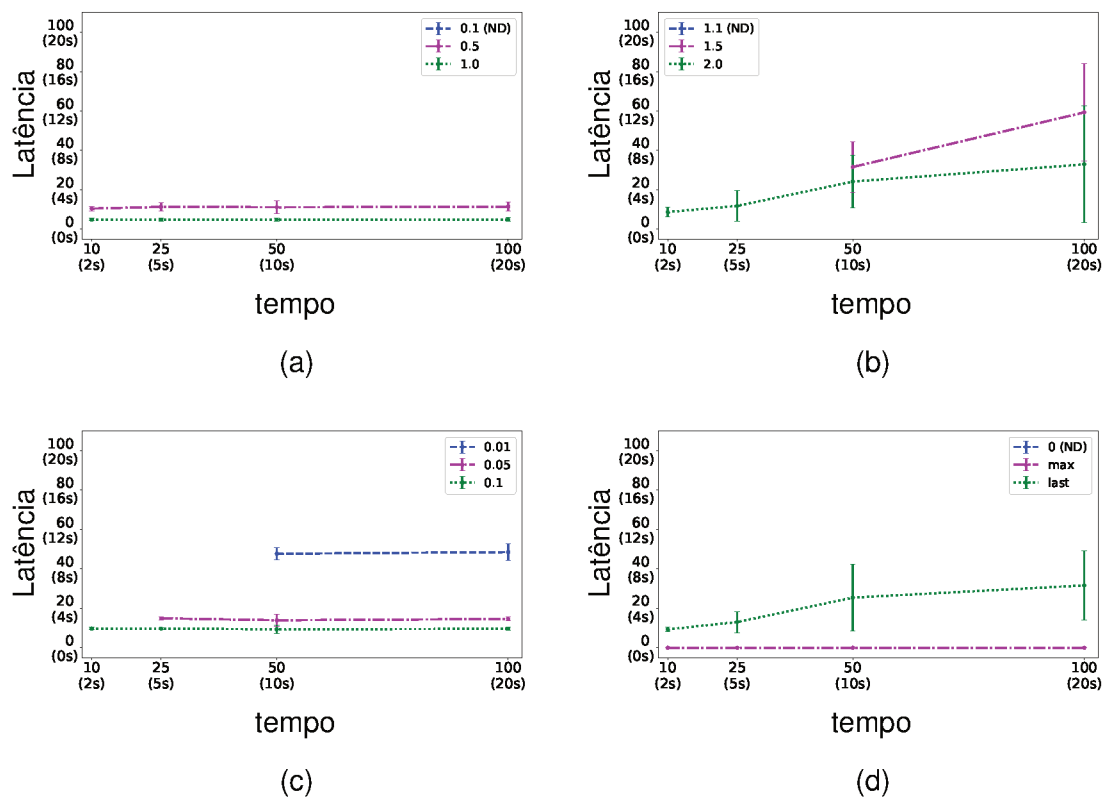 100
(20s)
80
(16s)
60
(12s)
40
(8s)
20
(4s)
0
(0s)
Latência
0.1 (ND)
0.5
1.0
10 25 50 100
(2s) (5s) (10s) (20s)
tempo
(a)
100
(20s)
80
(16s)
60
(12s)
40
(8s)
20
(4s)
0
(0s)
Latência
1.1 (ND)
1.5
2.0
10 25 50 100
(2s) (5s) (10s) (20s)
tempo
(b)
100
(20s)
80
(16s)
60
(12s)
40
(8s)
20
(4s)
0
(0s)
Latência
0.01
0.05
0.1
10 25 50 100
(2s) (5s) (10s) (20s)
tempo
(c)
100
(20s)
80
(16s)
60
(12s)
40
(8s)
20
(4s)
0
(0s)
Latência
0 (ND)
max
last
10 25 50 100
(2s) (5s) (10s) (20s)
tempo
(d)